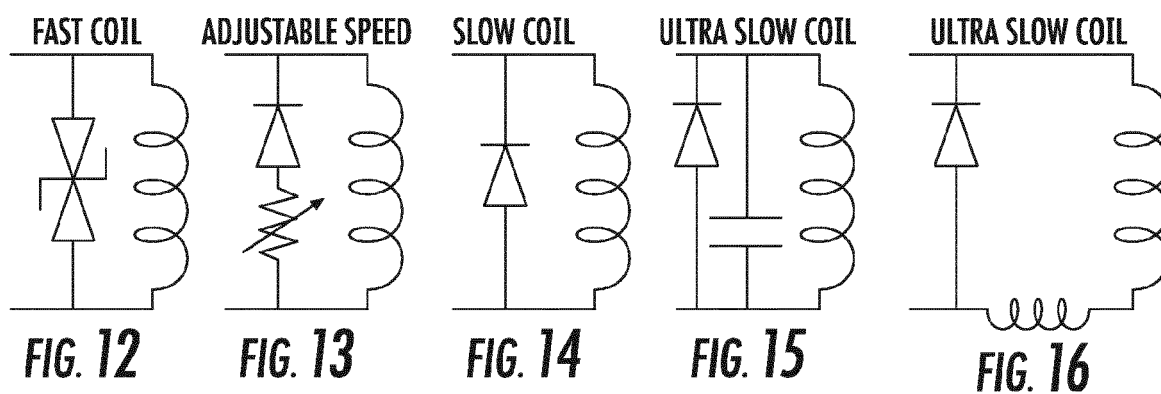 FAST COIL
ADJUSTABLE SPEED
SLOW COIL
ULTRA SLOW COIL
ULTRA SLOW COIL
FIG. 12
FIG. 13
FIG. 14
FIG. 15
FIG. 16